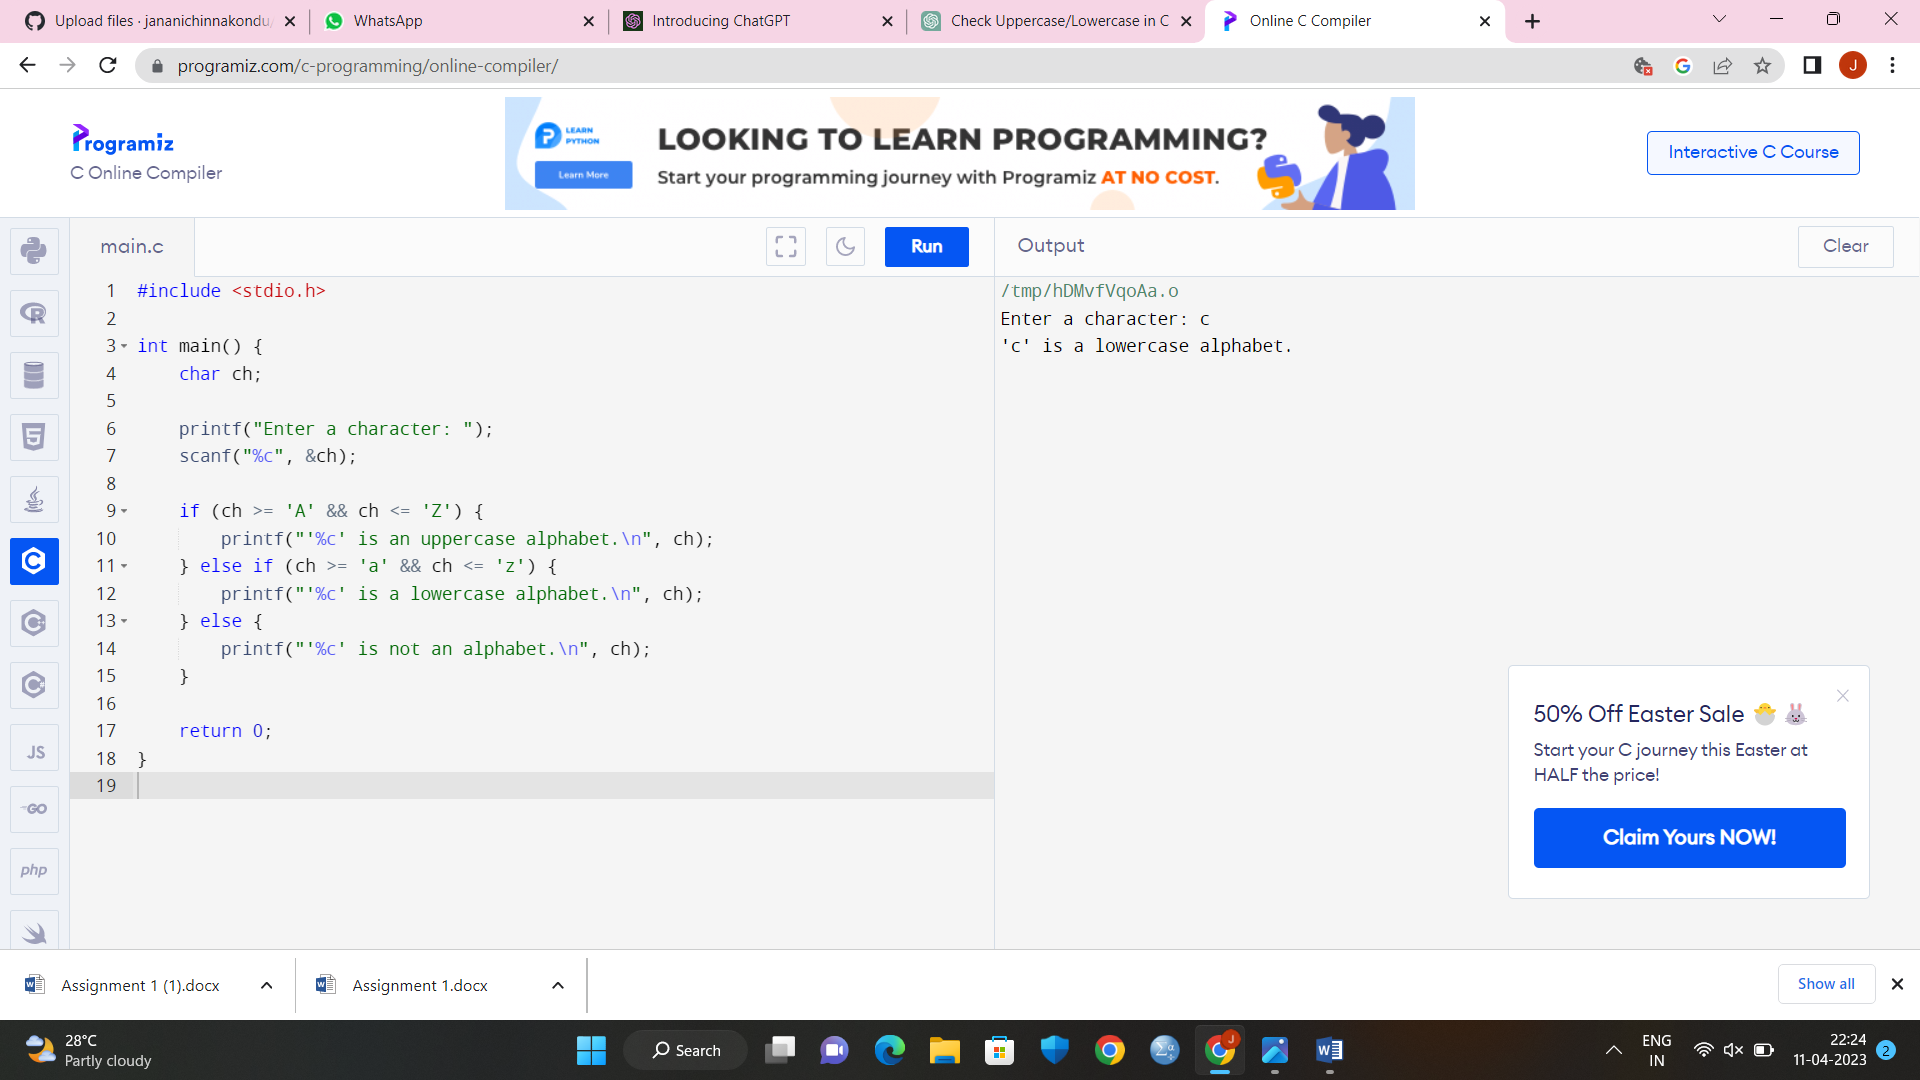 Upload files · jananichinnakondu
WhatsApp
Introducing ChatGPT
Check Uppercase/Lowercase in C
Online C Compiler
programiz.com/c-programming/online-compiler/
J
Programiz
C Online Compiler
LEARN PYTHON
Learn More
LOOKING TO LEARN PROGRAMMING?
Start your programming journey with Programiz AT NO COST.
Interactive C Course
main.c
Run
Output
Clear
1 #include <stdio.h>
2
3 int main() {
4     char ch;
5
6     printf("Enter a character: ");
7     scanf("%c", &ch);
8
9     if (ch >= 'A' && ch <= 'Z') {
10         printf("'%c' is an uppercase alphabet.\n", ch);
11     } else if (ch >= 'a' && ch <= 'z') {
12         printf("'%c' is a lowercase alphabet.\n", ch);
13     } else {
14         printf("'%c' is not an alphabet.\n", ch);
15     }
16
17     return 0;
18 }
19
/tmp/hDMvfVqoAa.o
Enter a character: c
'c' is a lowercase alphabet.
R
5
C
JS
GO
php
50% Off Easter Sale
Start your C journey this Easter at
HALF the price!
Claim Yours NOW!
Assignment 1 (1).docx
Assignment 1.docx
Show all
28°C
Partly cloudy
Search
J
ENG
IN
22:24
11-04-2023
2